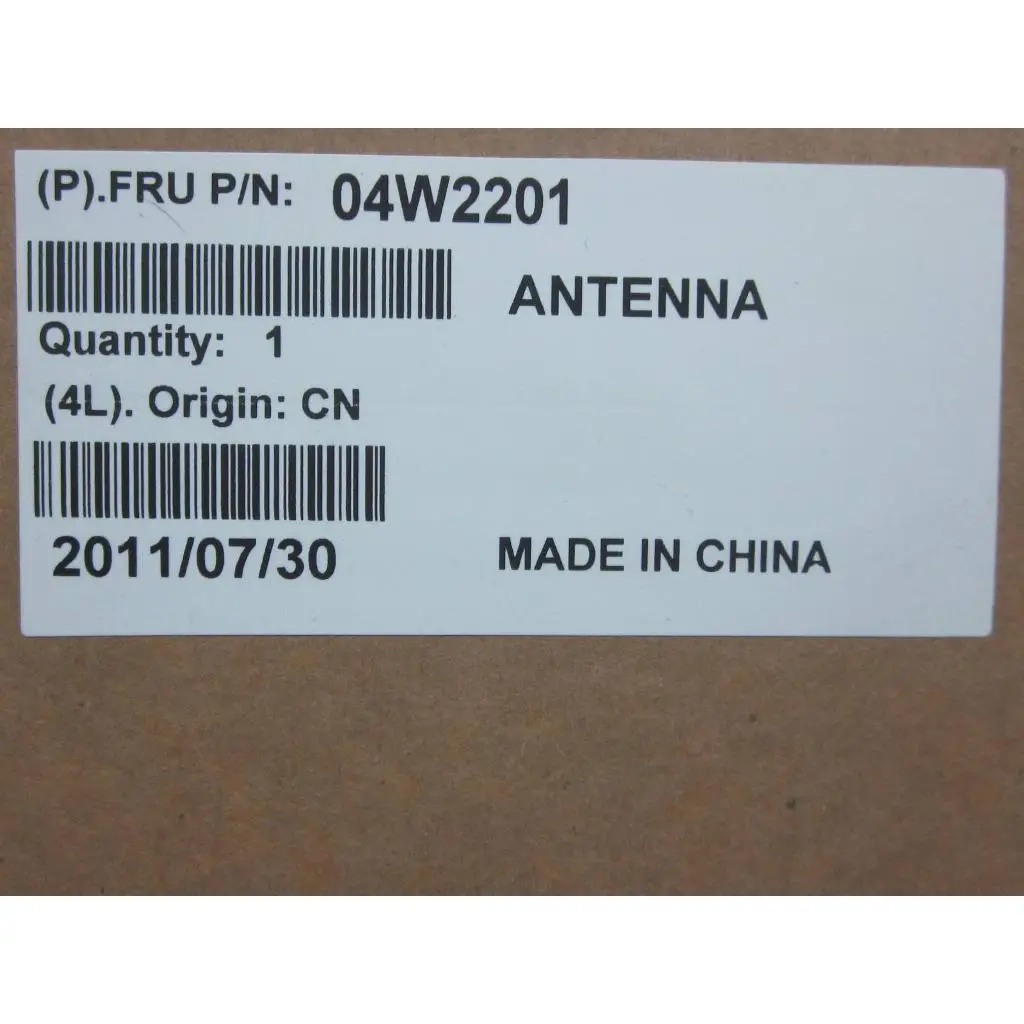 (P).FRU P/N: 04W2201
ANTENNA
Quantity: 1
(4L). Origin: CN
2011/07/30 MADE IN CHINA